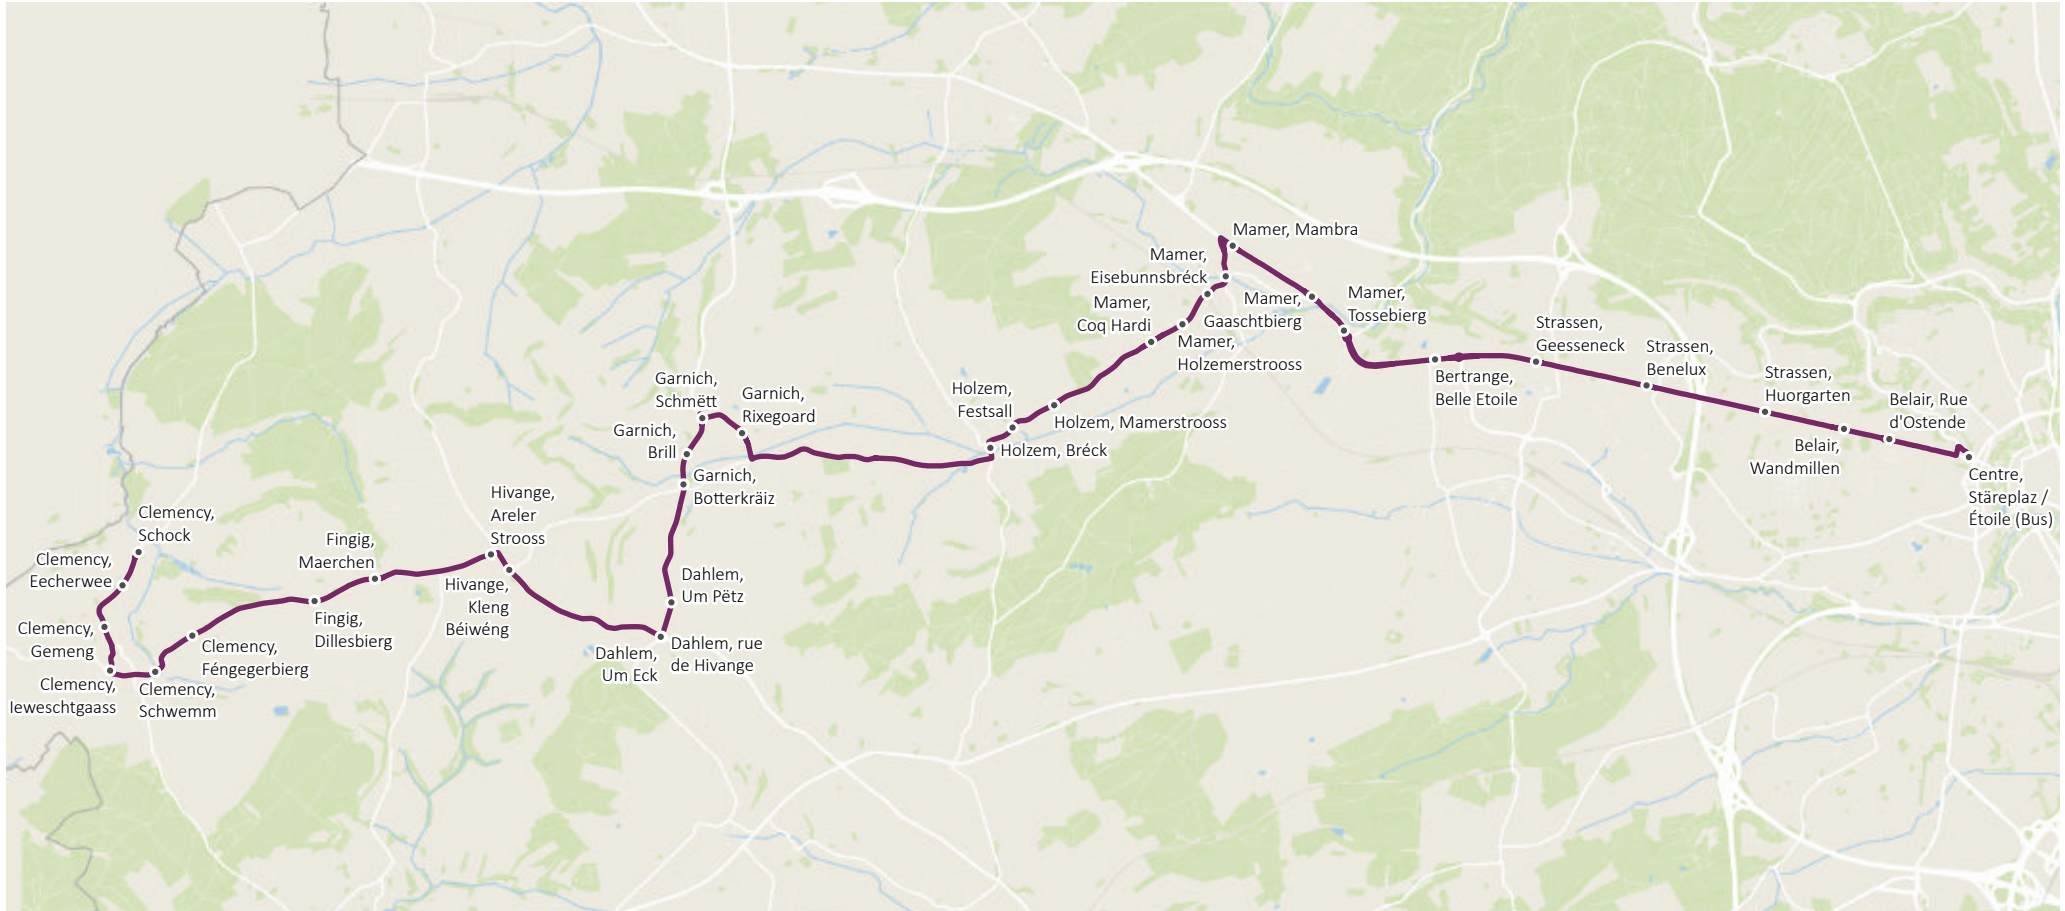 Mamer, Mambra
Mamer,
Eisebunnsbréck
Mamer,
Coq Hardi
Mamer,
Gaaschtbierg
Mamer,
Tossebierg
Mamer,
Holzemerstrooss
Strassen,
Geesseneck
Strassen,
Benelux
Strassen,
Huorgarten
Belair, Rue
d'Ostende
Bertrange,
Belle Etoile
Belair,
Wandmillen
Centre,
Stäreplaz /
Étoile (Bus)
Garnich,
Schmëtt
Garnich,
Rixegoard
Holzem,
Festsall
Holzem, Mamerstrooss
Holzem, Bréck
Garnich,
Brill
Garnich,
Botterkräiz
Hivange,
Areler
Strooss
Clemency,
Schock
Fingig,
Maerchen
Clemency,
Eecherwee
Hivange,
Kleng
Béiwéng
Dahlem,
Um Pëtz
Fingig,
Dillesbierg
Clemency,
Gemeng
Clemency,
Féngegerbierg
Dahlem,
Um Eck
Dahlem, rue
de Hivange
Clemency,
Ieweschtgaass
Clemency,
Schwemm